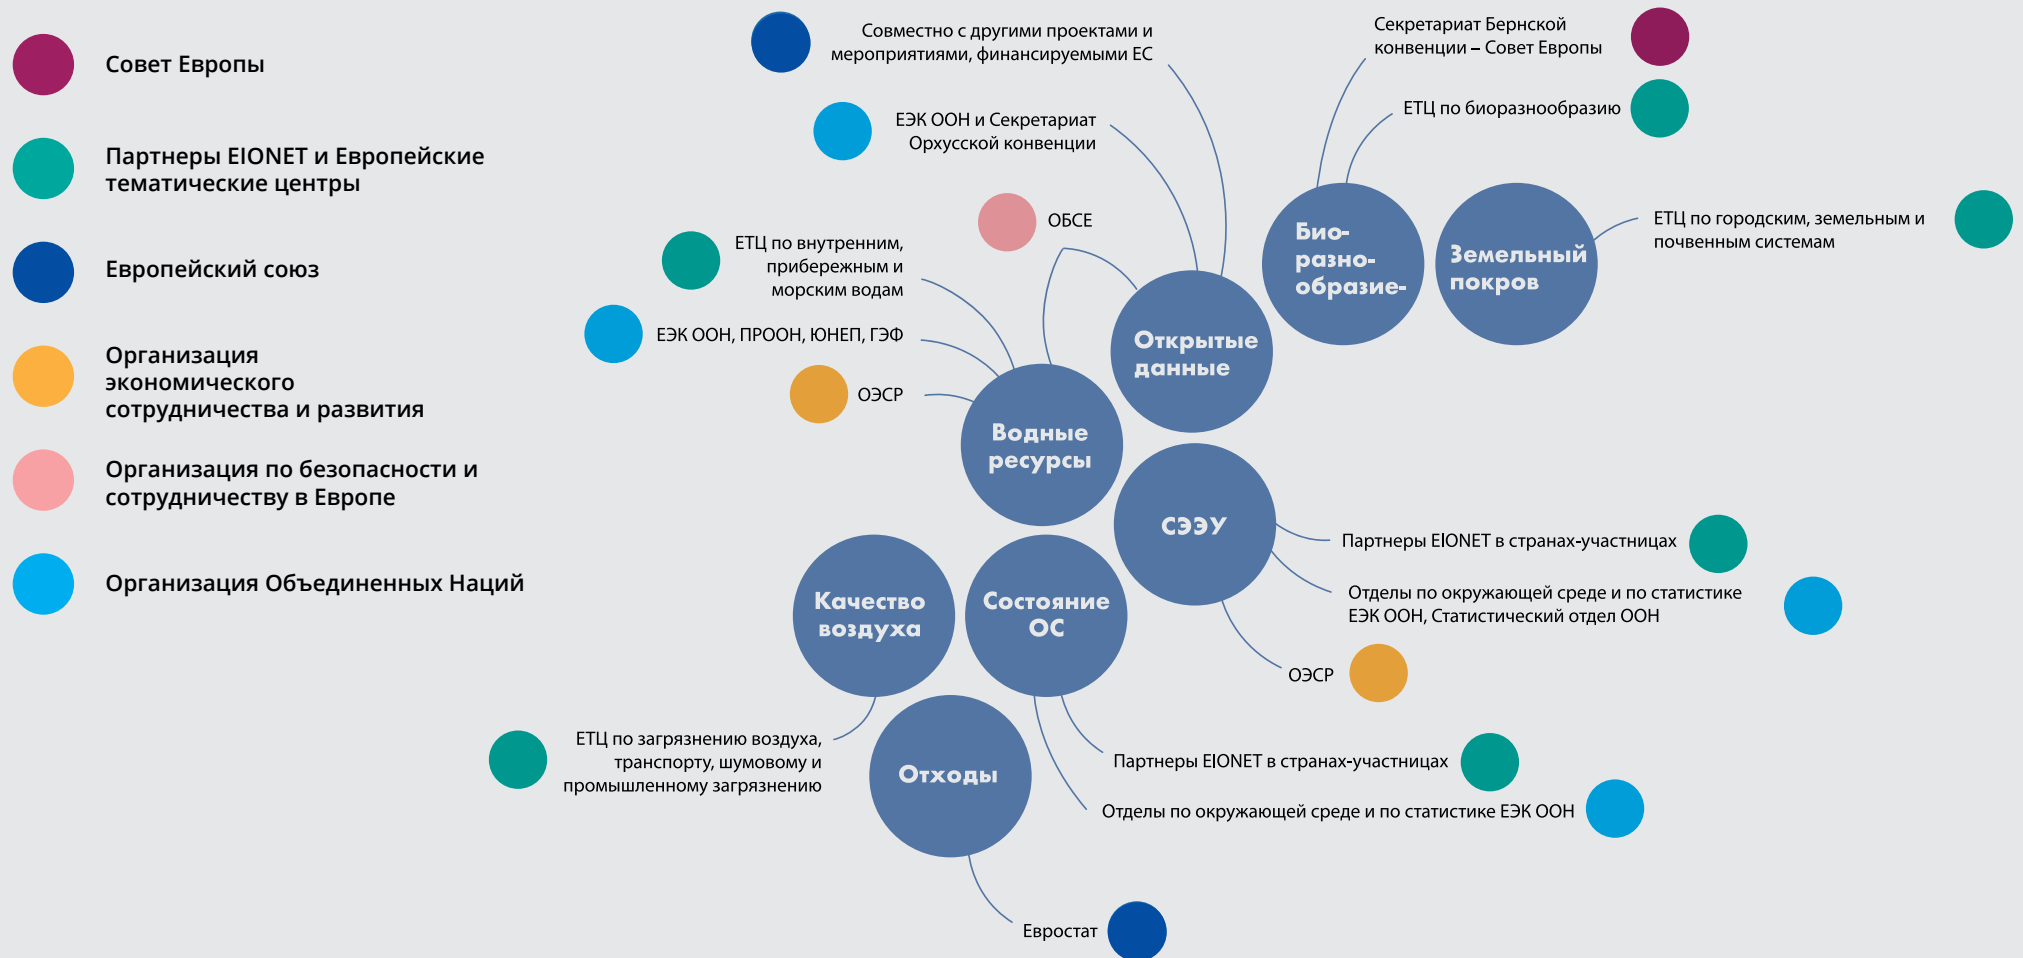 Совет Европы
Партнеры EIONET и Европейские
тематические центры
Европейский союз
Организация
экономического
сотрудничества и развития
Организация по безопасности и
сотрудничеству в Европе
Организация Объединенных Наций
Совместно с другими проектами и
мероприятиями, финансируемыми ЕС
ЕЭК ООН и Секретариат
Орхусской конвенции
ОБСЕ
ЕТЦ по внутренним,
прибережным и
морским водам
ЕЭК ООН, ПРООН, ЮНЕП, ГЭФ
ОЭСР
Секретариат Бернской
конвенции – Совет Европы
ЕТЦ по биоразнообразию
ЕТЦ по городским, земельным и
почвенным системам
Био-
разно-
образие-
Земельный
покров
Открытые
данные
Водные
ресурсы
СЭЭУ
Партнеры EIONET в странах-участницах
Отделы по окружающей среде и по статистике
ЕЭК ООН, Статистический отдел ООН
ОЭСР
Качество
воздуха
Состояние
ОС
Отходы
ЕТЦ по загрязнению воздуха,
транспорту, шумовому и
промышленному загрязнению
Партнеры EIONET в странах-участницах
Отделы по окружающей среде и по статистике ЕЭК ООН
Евростат